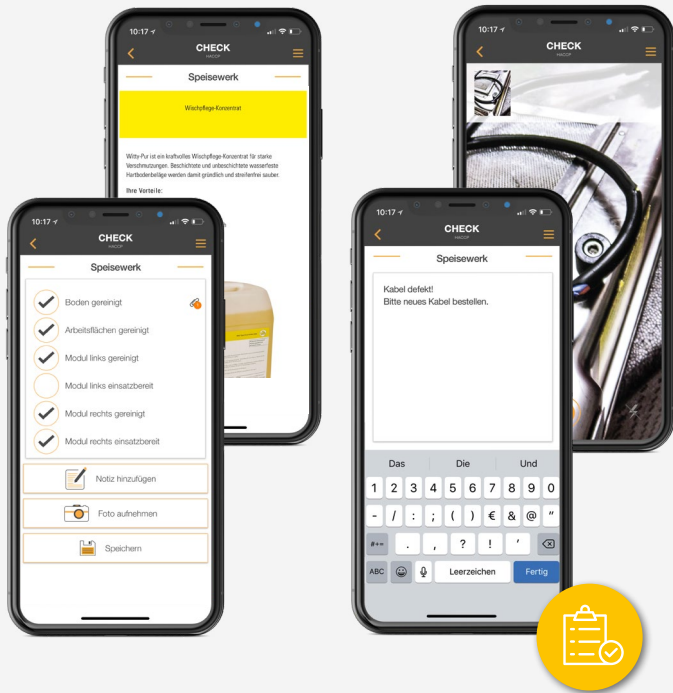 10:17
CHECK
HACCP
Speisewerk
Wischpflege-Konzentrat
Witty-Pur ist ein kraftvolles Wischpflege-Konzentrat für starke
Verschmutzungen. Beschichtete und unbeschichtete wasserfeste
Hartbodenbeläge werden damit gründlich und streifenfrei sauber.
Ihre Vorteile:
10:17
CHECK
HACCP
10:17
CHECK
HACCP
Speisewerk
Boden gereinigt
Arbeitsflächen gereinigt
Modul links gereinigt
Modul links einsatzbereit
Modul rechts gereinigt
Modul rechts einsatzbereit
Notiz hinzufügen
Foto aufnehmen
Speichern
10:17
CHECK
HACCP
Speisewerk
Kabel defekt!
Bitte neues Kabel bestellen.
Das Die Und
1 2 3 4 5 6 7 8 9 0
- / : ; ( ) € & @ "
#+= . , ? ! '
ABC Leerzeichen Fertig